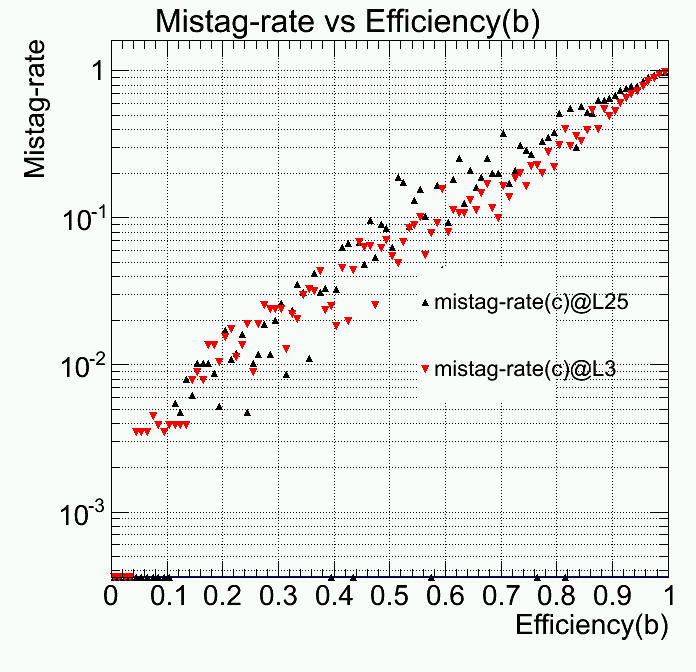 Mistag-rate vs Efficiency(b)
Mistag-rate
1
10-1
10-2
10-3
mistag-rate(c)@L25
mistag-rate(c)@L3
0 0.1 0.2 0.3 0.4 0.5 0.6 0.7 0.8 0.9 1
Efficiency(b)